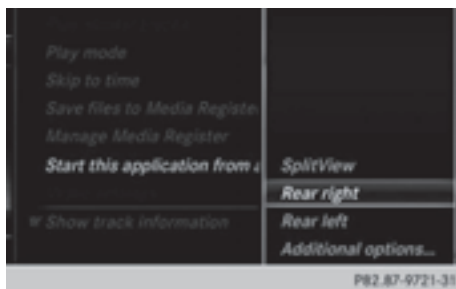 Play mode
Skip to time
Save files to Media Registe
Manage Media Register
Start this application from a
Show track information
SplitView
Rear right
Rear left
Additional options...
P82.87-9721-31